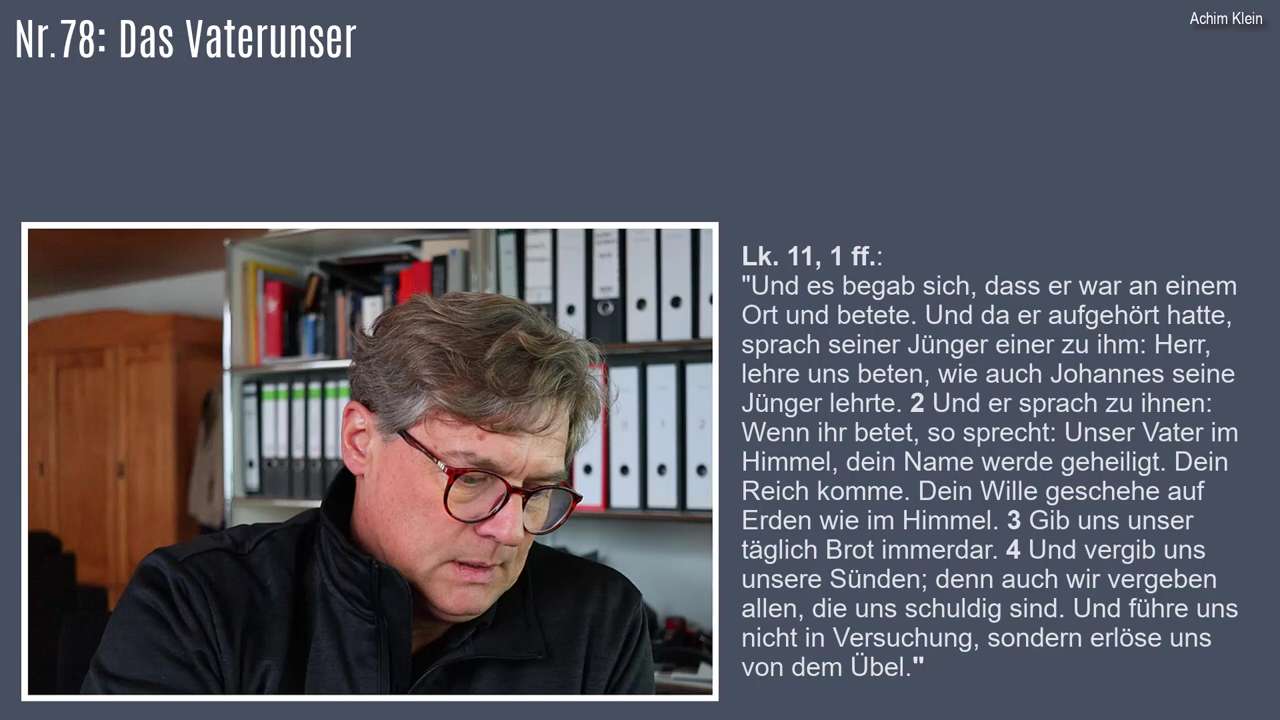 Nr.78: Das Vaterunser
Achim Klein
Lk. 11, 1 ff.:
"Und es begab sich, dass er war an einem
Ort und betete. Und da er aufgehört hatte,
sprach seiner Jünger einer zu ihm: Herr,
lehre uns beten, wie auch Johannes seine
Jünger lehrte. 2 Und er sprach zu ihnen:
Wenn ihr betet, so sprecht: Unser Vater im
Himmel, dein Name werde geheiligt. Dein
Reich komme. Dein Wille geschehe auf
Erden wie im Himmel. 3 Gib uns unser
täglich Brot immerdar. 4 Und vergib uns
unsere Sünden; denn auch wir vergeben
allen, die uns schuldig sind. Und führe uns
nicht in Versuchung, sondern erlöse uns
von dem Übel."